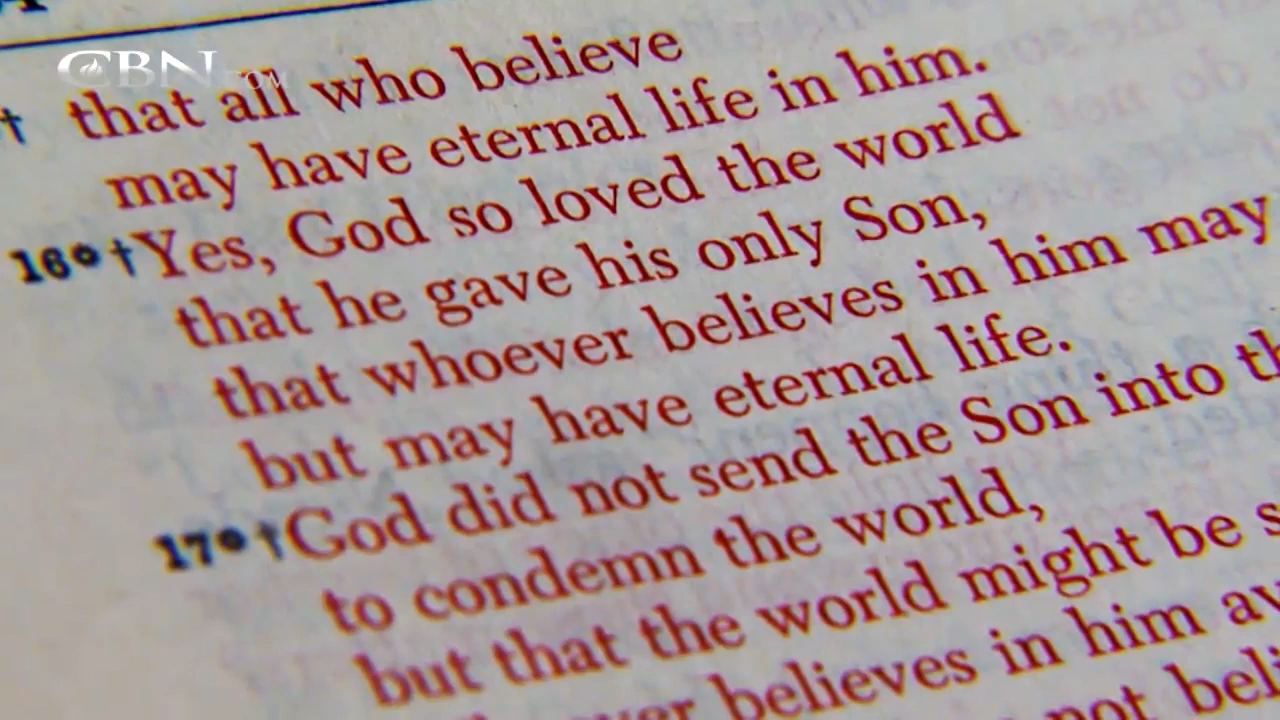 CBN.COM
† that all who believe
may have eternal life in him.
16°†Yes, God so loved the world
that he gave his only Son,
that whoever believes in him may
but may have eternal life.
17°†God did not send the Son into
to condemn the world,
but that the world might be
believes in him
not